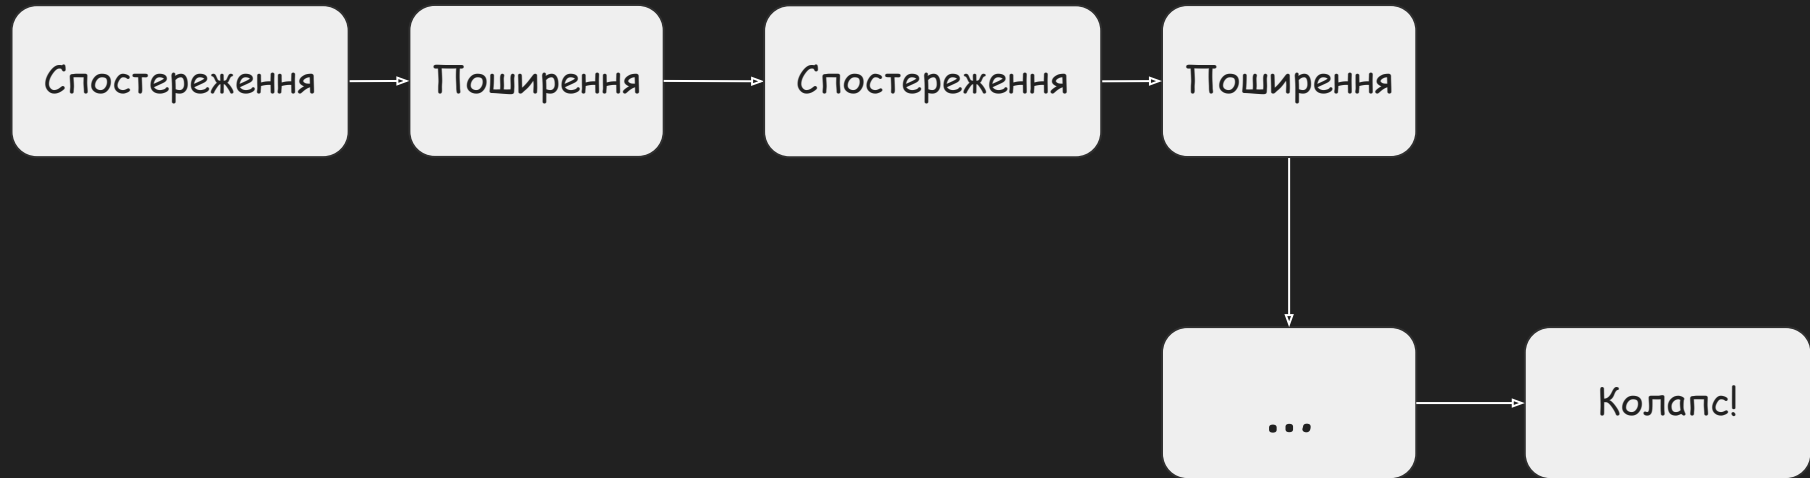 Спостереження
Поширення
Спостереження
Поширення
...
Колапс!